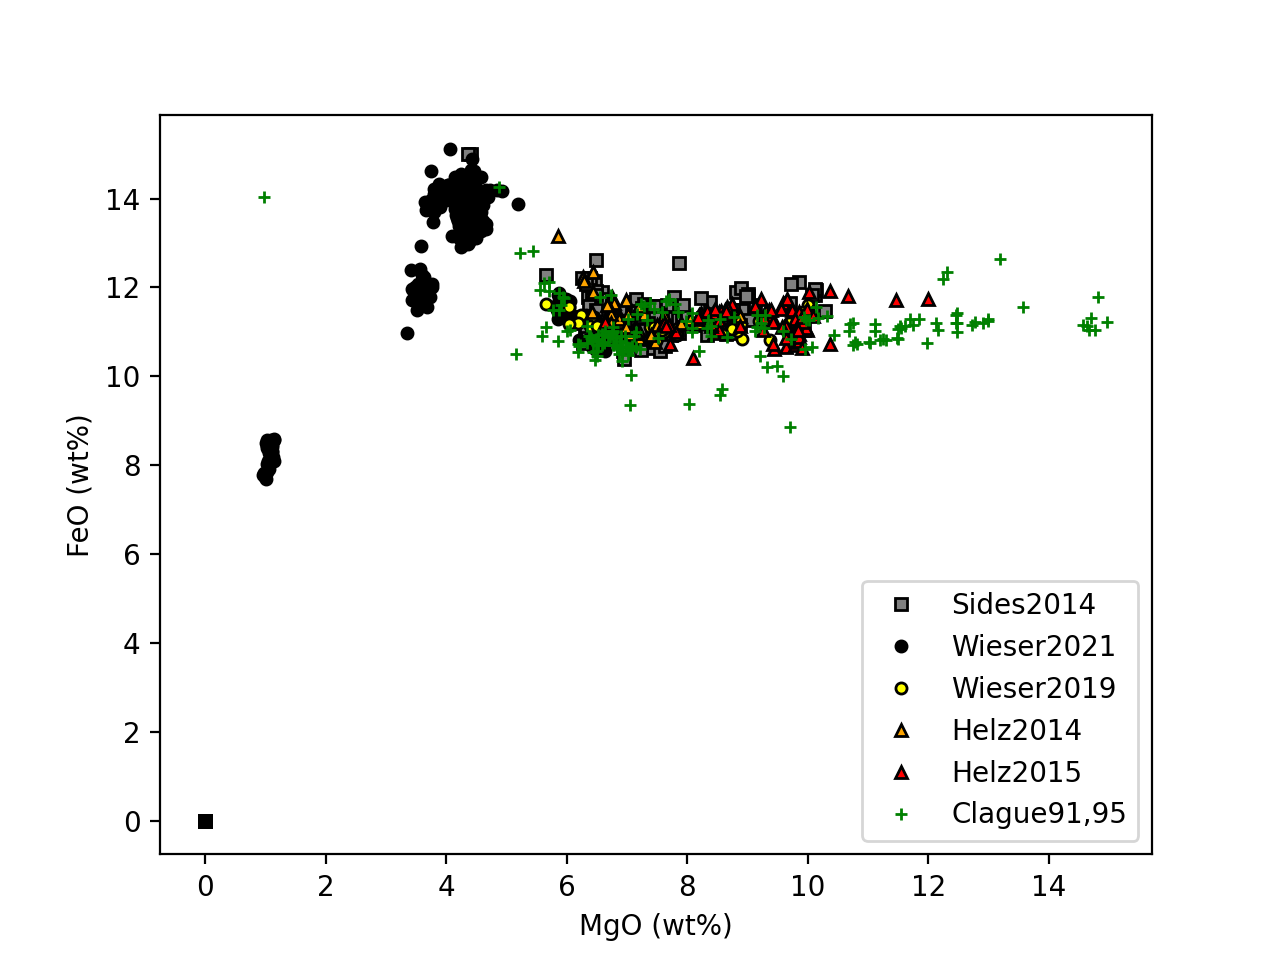 14
12
10
8
6
4
2
0
FeO (wt%)
0 2 4 6 8 10 12 14
MgO (wt%)
Sides2014
Wieser2021
Wieser2019
Helz2014
Helz2015
Clague91,95